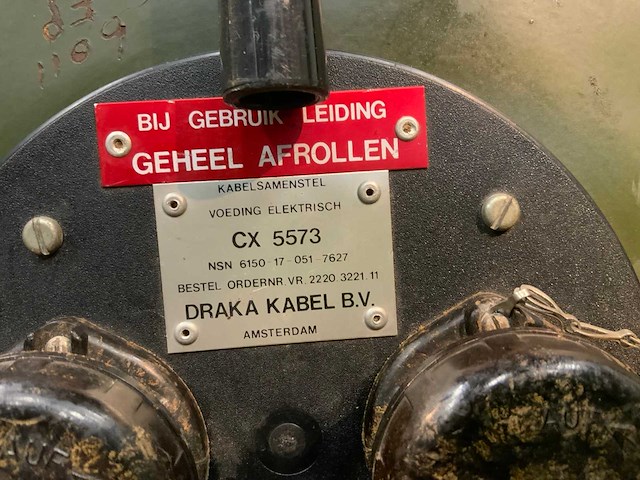 BIJ GEBRUIK LEIDING
GEHEEL AFROLLEN
KABELSAMENSTEL
VOEDING ELEKTRISCH
CX 5573
NSN 6150-17-051-7627
BESTEL ORDERNR. VR. 2220.3221.11
DRAKA KABEL B.V.
AMSTERDAM